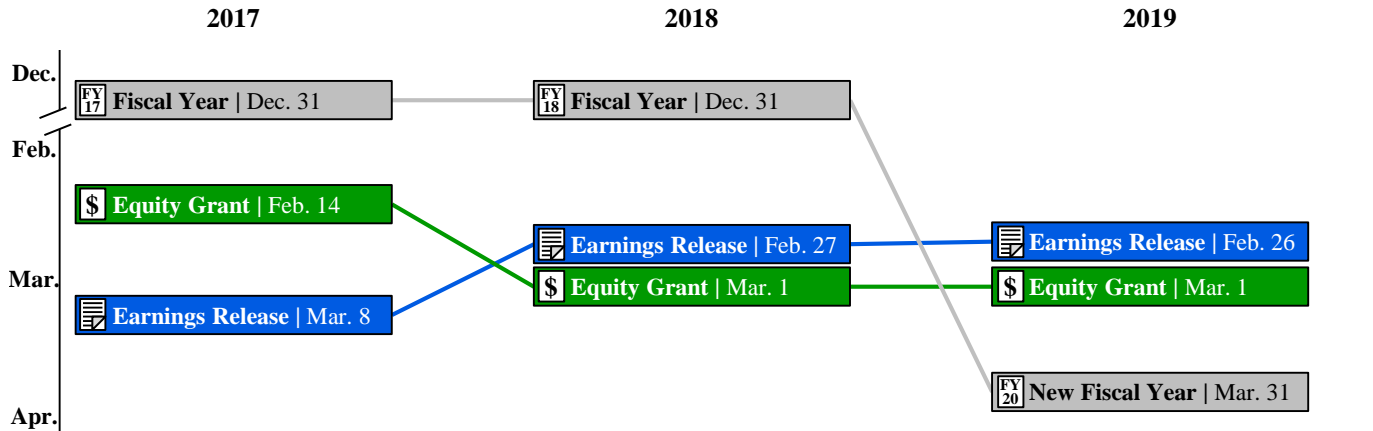 2017 2018 2019
Dec.
FY 17 Fiscal Year | Dec. 31
FY 18 Fiscal Year | Dec. 31
Feb.
$ Equity Grant | Feb. 14
Earnings Release | Feb. 27
Earnings Release | Feb. 26
Mar.
$ Equity Grant | Mar. 1
$ Equity Grant | Mar. 1
Earnings Release | Mar. 8
FY 20 New Fiscal Year | Mar. 31
Apr.